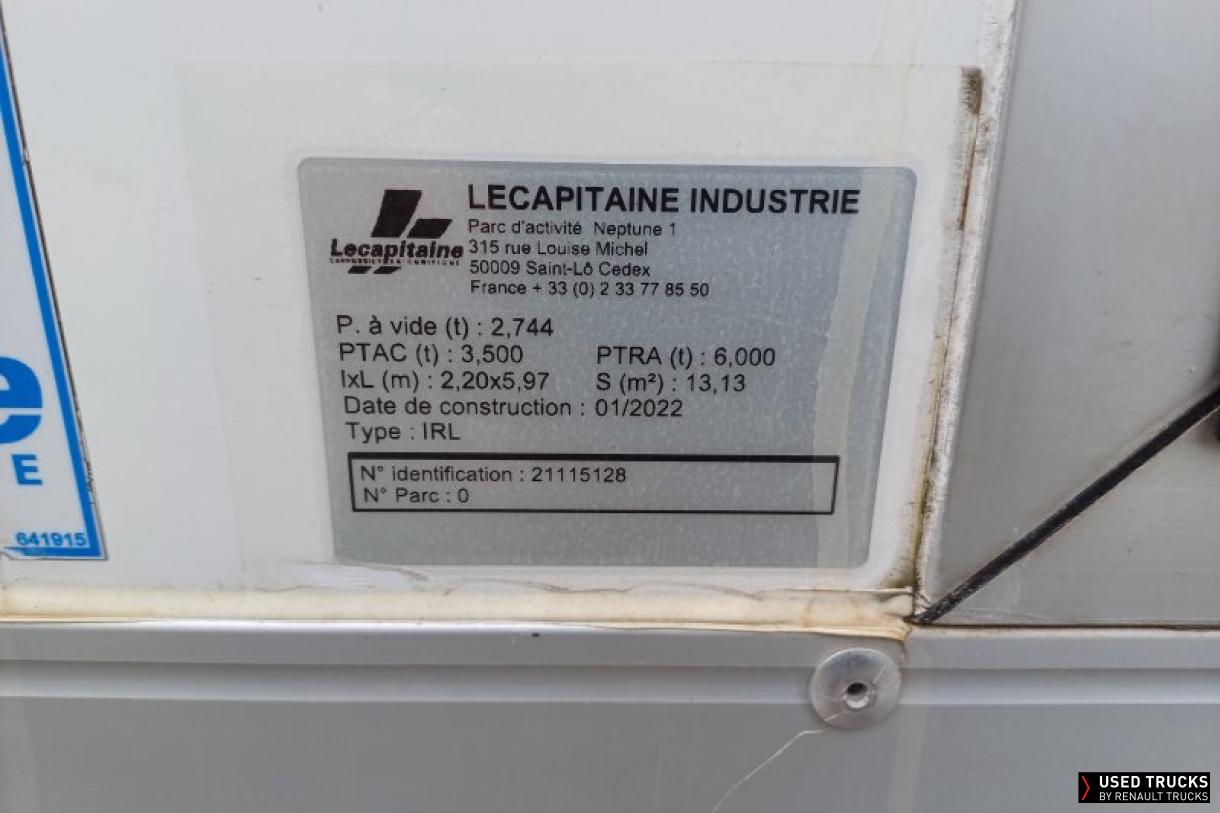 LECAPITAINE INDUSTRIE
Parc d'activité Neptune 1
Lecapitaine
315 rue Louise Michel
50009 Saint-Lô Cedex
France + 33 (0) 2 33 77 85 50
P. à vide (t) : 2,744
PTAC (t) : 3,500 PTRA (t) : 6,000
lxL (m) : 2,20x5,97 S (m²) : 13,13
Date de construction : 01/2022
Type : IRL
N° identification : 21115128
N° Parc : 0
e
E
641915
USED TRUCKS
BY RENAULT TRUCKS